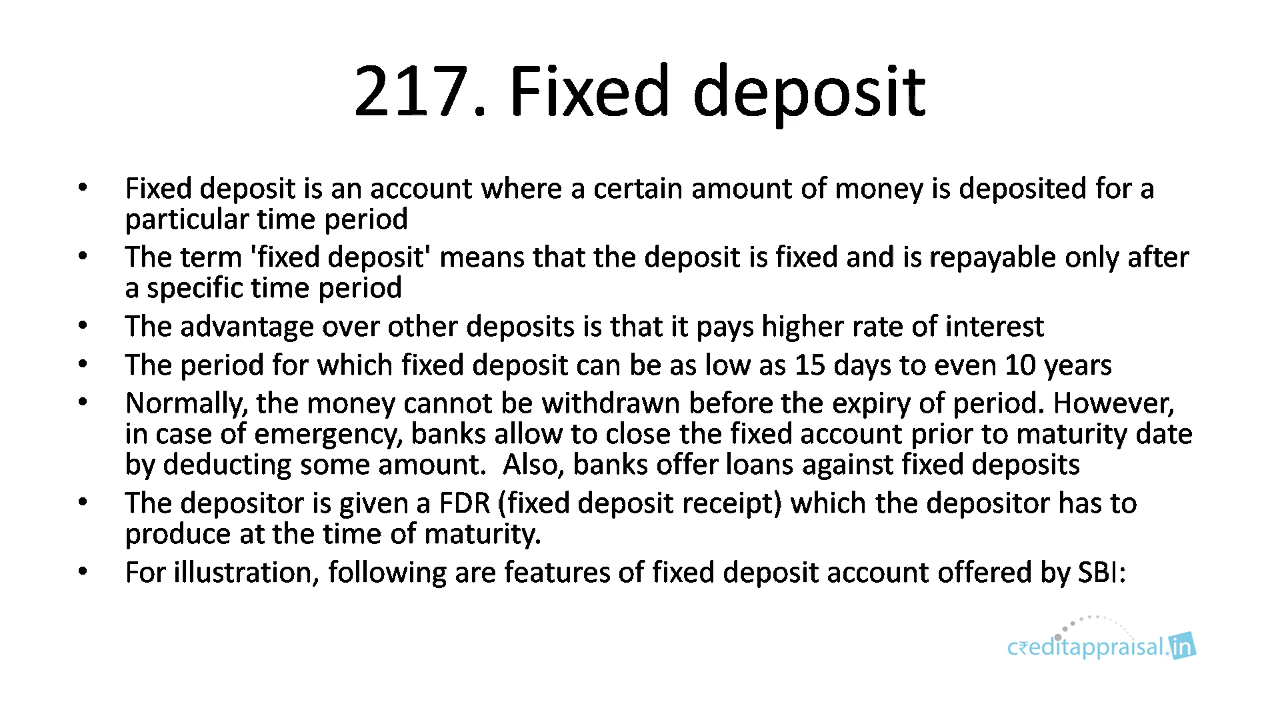 217. Fixed deposit
• Fixed deposit is an account where a certain amount of money is deposited for a
particular time period
• The term 'fixed deposit' means that the deposit is fixed and is repayable only after
a specific time period
• The advantage over other deposits is that it pays higher rate of interest
• The period for which fixed deposit can be as low as 15 days to even 10 years
• Normally, the money cannot be withdrawn before the expiry of period. However,
in case of emergency, banks allow to close the fixed account prior to maturity date
by deducting some amount.  Also, banks offer loans against fixed deposits
• The depositor is given a FDR (fixed deposit receipt) which the depositor has to
produce at the time of maturity.
• For illustration, following are features of fixed deposit account offered by SBI:
c₹editappraisal.in